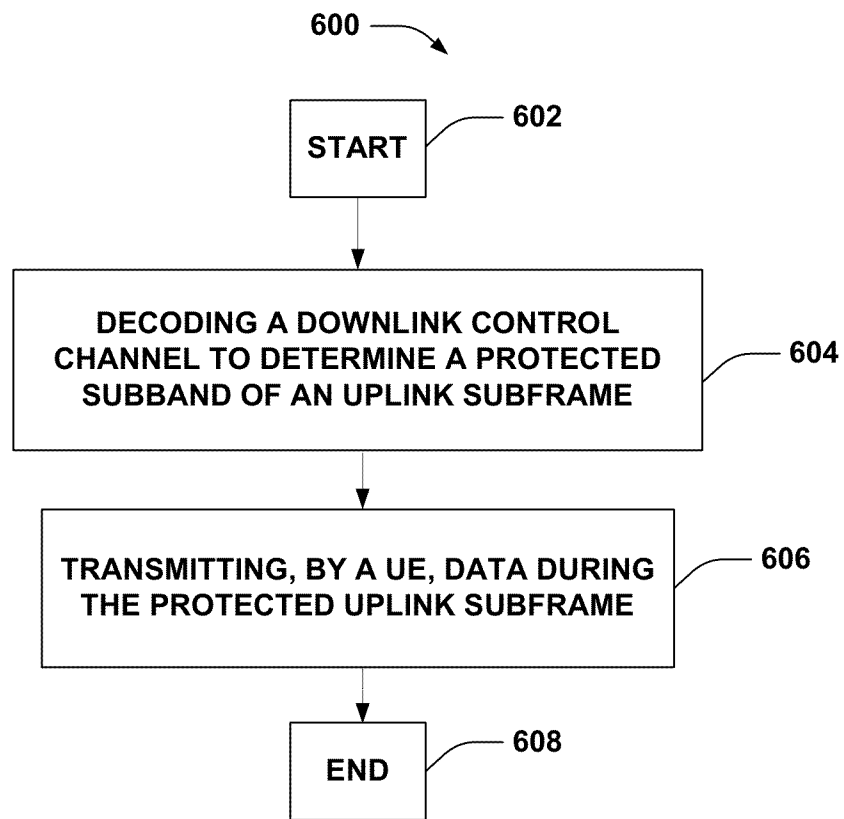 600
602
START
DECODING A DOWNLINK CONTROL
CHANNEL TO DETERMINE A PROTECTED
SUBBAND OF AN UPLINK SUBFRAME
604
TRANSMITTING, BY A UE, DATA DURING
THE PROTECTED UPLINK SUBFRAME
606
END
608